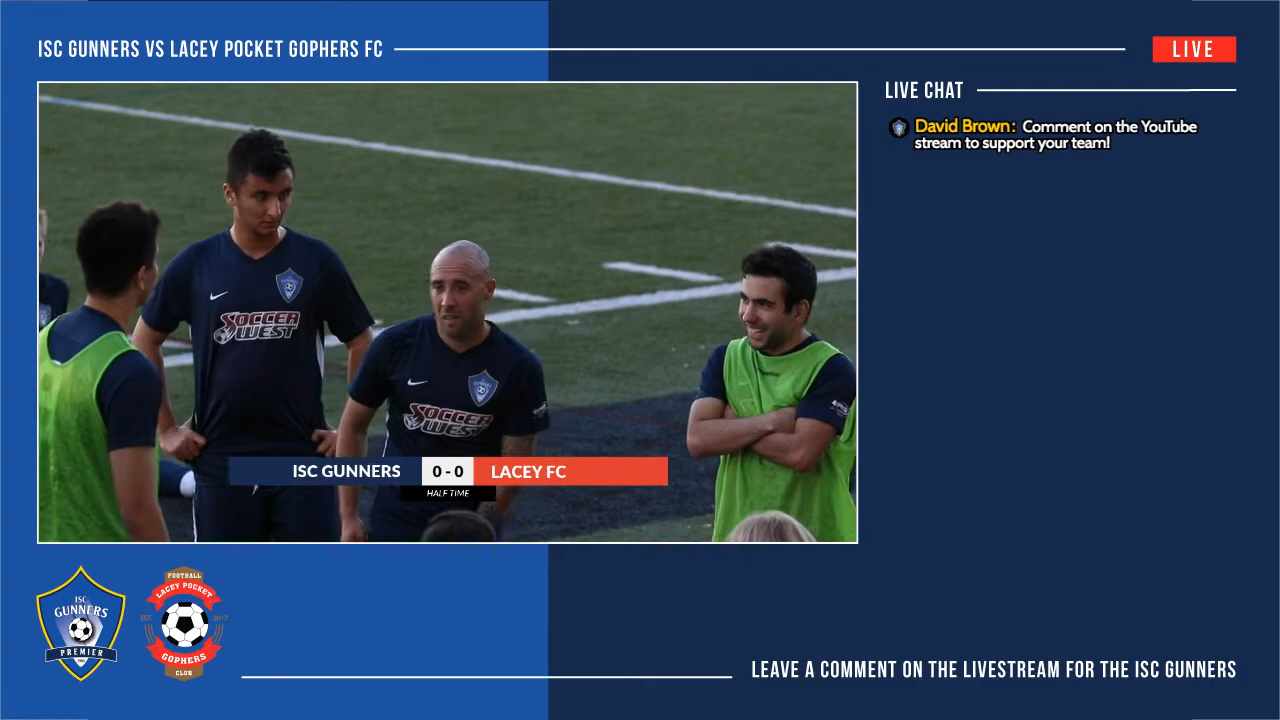 ISC GUNNERS VS LACEY POCKET GOPHERS FC
LIVE
LIVE CHAT
David Brown: Comment on the YouTube
stream to support your team!
SOCCER
WEST
SOCCER
WEST
ISC GUNNERS 0 - 0 LACEY FC
HALF TIME
ISC
GUNNERS
PREMIER
FOOTBALL
LACEY POCKET
EST. 2017
GOPHERS
CLUB
LEAVE A COMMENT ON THE LIVESTREAM FOR THE ISC GUNNERS